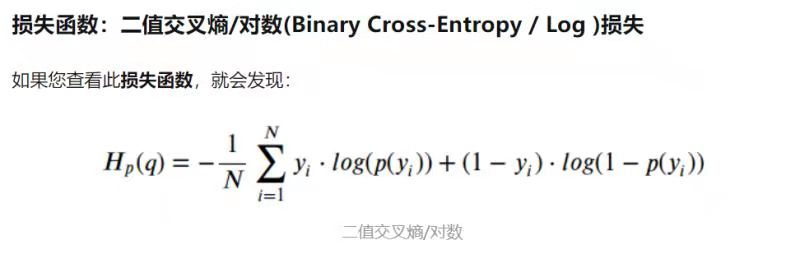 损失函数：二值交叉熵/对数(Binary Cross-Entropy / Log )损失
如果您查看此损失函数，就会发现：
H_p(q) = -\frac{1}{N} \sum_{i=1}^{N} y_i · log(p(y_i)) + (1 - y_i) · log(1 - p(y_i))
二值交叉熵/对数